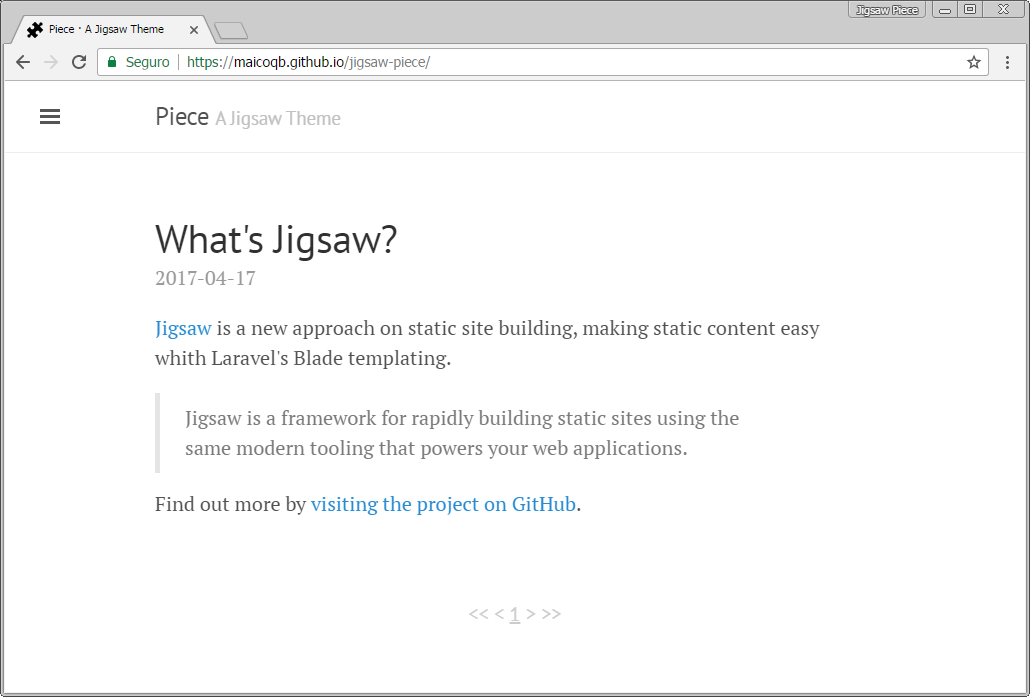 Jigsaw Piece
Piece · A Jigsaw Theme
Seguro https://maicoqb.github.io/jigsaw-piece/
Piece A Jigsaw Theme
What's Jigsaw?
2017-04-17
Jigsaw is a new approach on static site building, making static content easy
whith Laravel's Blade templating.
Jigsaw is a framework for rapidly building static sites using the
same modern tooling that powers your web applications.
Find out more by visiting the project on GitHub.
<< < 1 > >>